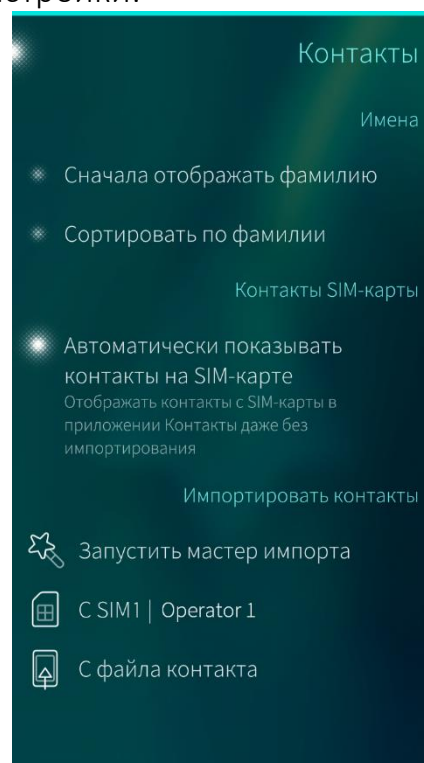 Контакты
Имена
Сначала отображать фамилию
Сортировать по фамилии
Контакты SIM-карты
Автоматически показывать
контакты на SIM-карте
Отображать контакты с SIM-карты в
приложении Контакты даже без
импортирования
Импортировать контакты
Запустить мастер импорта
С SIM1 | Operator 1
С файла контакта